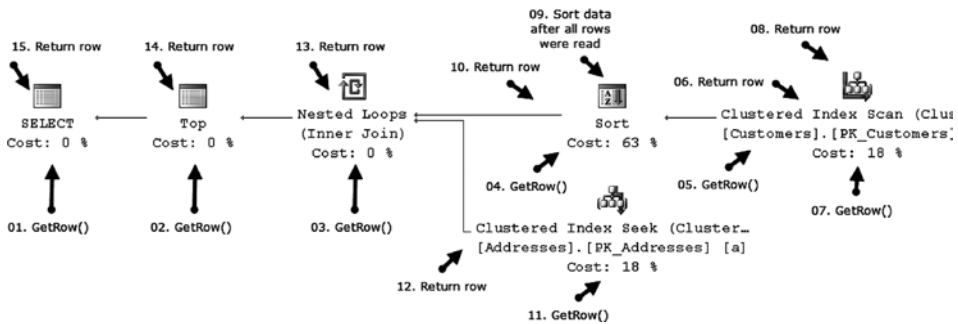 09. Sort data
after all rows
were read
08. Return row
15. Return row
14. Return row
13. Return row
10. Return row
06. Return row
SELECT
Cost: 0 %
Top
Cost: 0 %
Nested Loops
(Inner Join)
Cost: 0 %
Sort
Cost: 63 %
Clustered Index Scan (Clus
[Customers].[PK_Customers]
Cost: 18 %
04. GetRow()
05. GetRow()
07. GetRow()
01. GetRow()
02. GetRow()
03. GetRow()
Clustered Index Seek (Cluster…
[Addresses].[PK_Addresses] [a]
Cost: 18 %
12. Return row
11. GetRow()